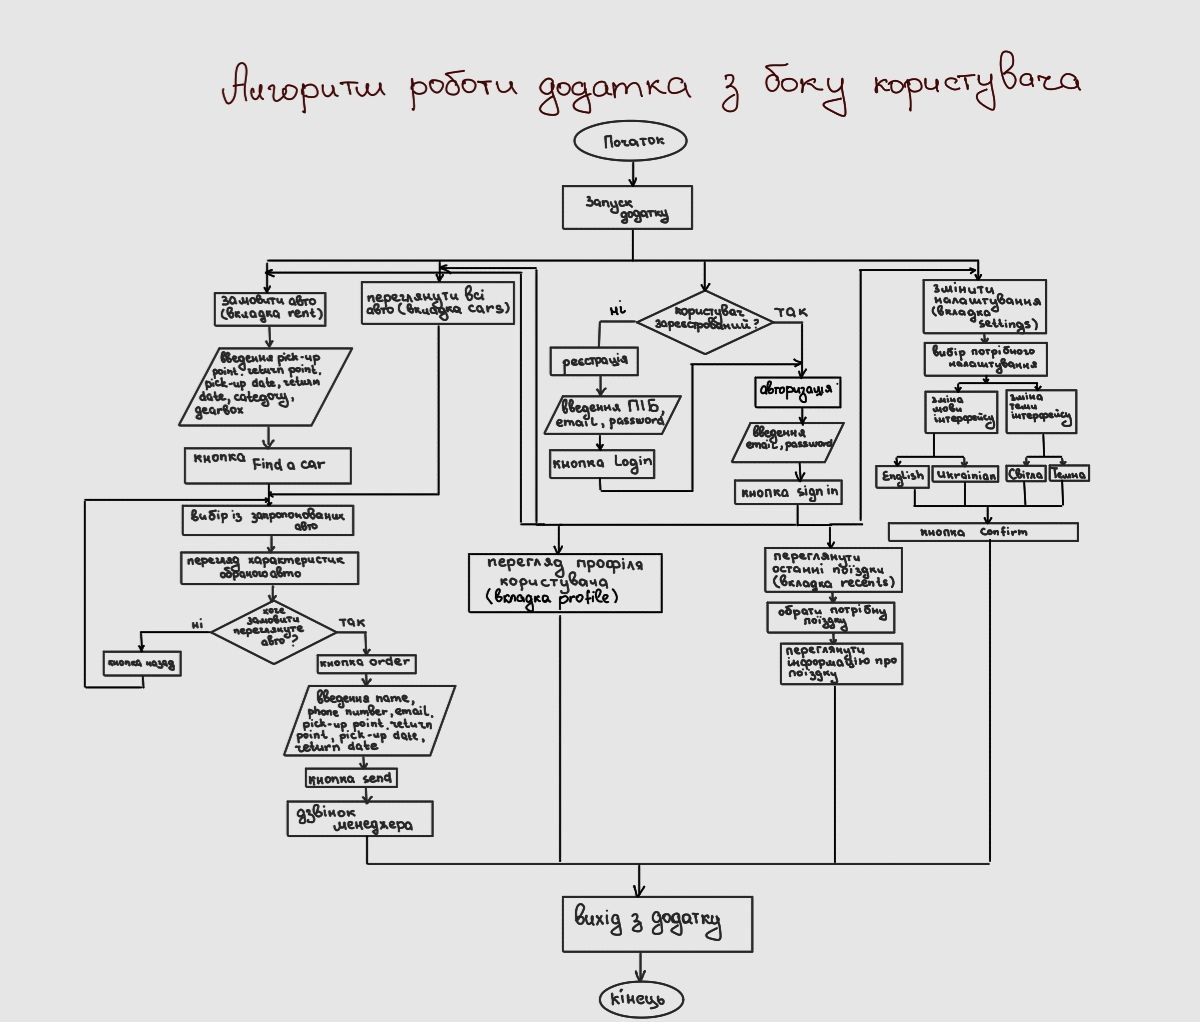 Алгоритм роботи додатка з боку користувача
Початок
Запуск
додатку
Замовити авто
(вкладка rent)
введення pick-up
point, return point,
pick-up date, return
date, category,
gearbox
кнопка
Find a car
переглянути всі
авто (вкладка cars)
вибір із запропонованих
авто
перегляд характеристик
обраного авто
хоче
замовити
переглянуте
авто?
ні
так
кнопка назад
кнопка order
введення name,
phone number, email,
pick-up point, return
point, pick-up date,
return date
кнопка send
дзвінок
менеджера
користувач
зареєстрований?
ні
так
реєстрація
введення ПІБ,
email, password
кнопка Login
авторизація
введення
email, password
кнопка sign in
перегляд профіля
користувача
(вкладка profile)
переглянути
останні поїздки
(вкладка recents)
обрати потрібну
поїздку
переглянути
інформацію про
поїздку
змінити
налаштування
(вкладка
settings)
вибір потрібного
налаштування
зміна
мови
інтерфейсу
зміна
теми
інтерфейсу
English
Ukrainian
Світла
Темна
кнопка Confirm
вихід з додатку
кінець